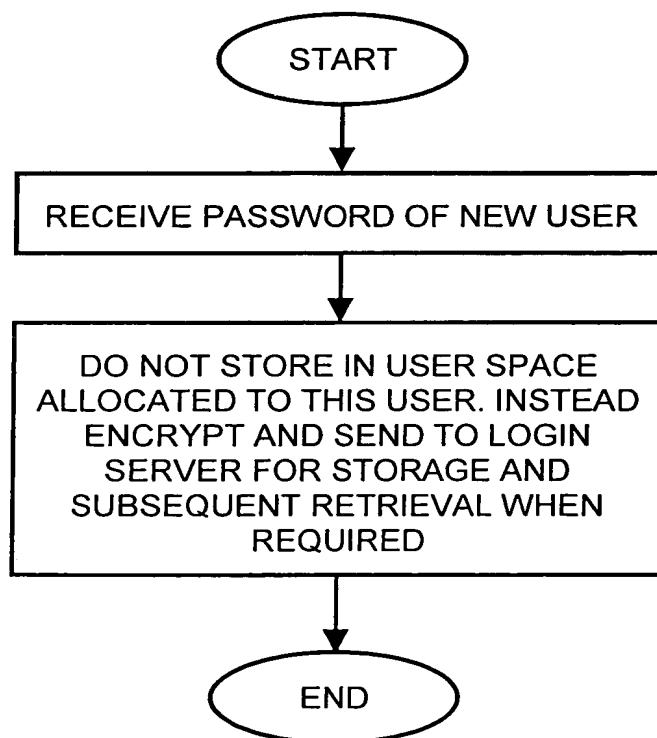 START
RECEIVE PASSWORD OF NEW USER
DO NOT STORE IN USER SPACE
ALLOCATED TO THIS USER. INSTEAD
ENCRYPT AND SEND TO LOGIN
SERVER FOR STORAGE AND
SUBSEQUENT RETRIEVAL WHEN
REQUIRED
END